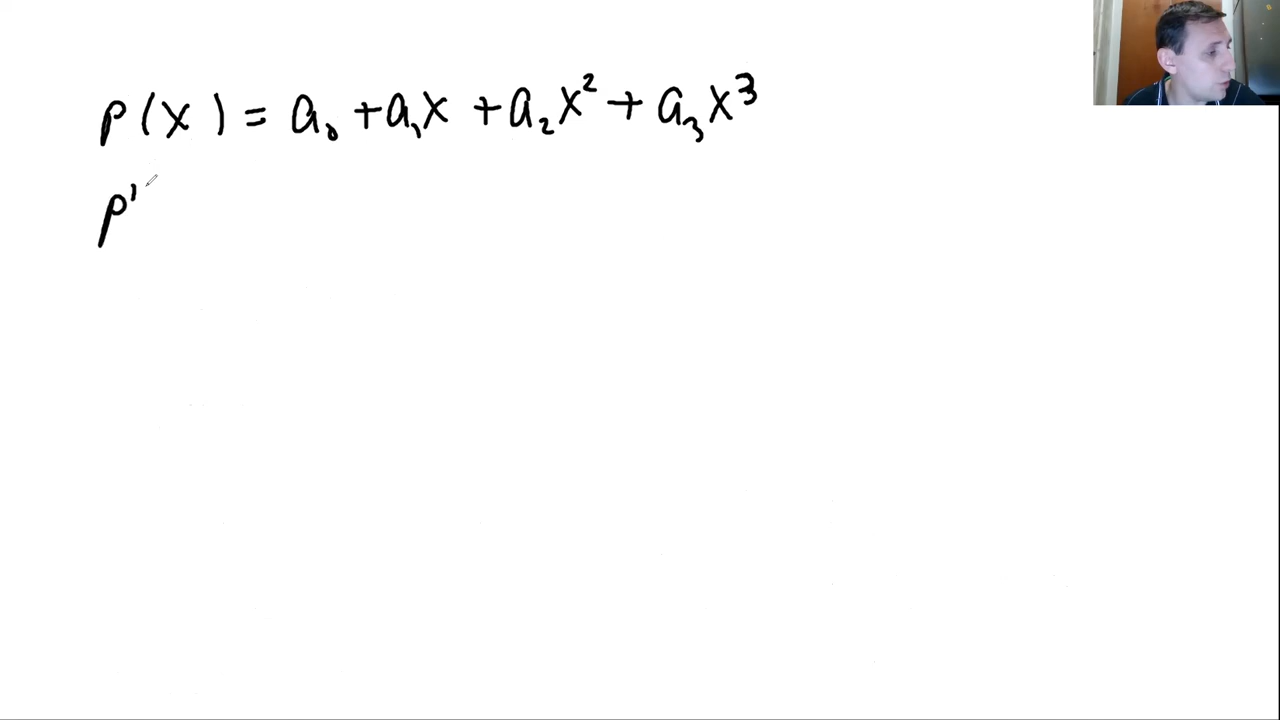 p(x) = a₀ + a₁x + a₂x² + a₃x³
p'